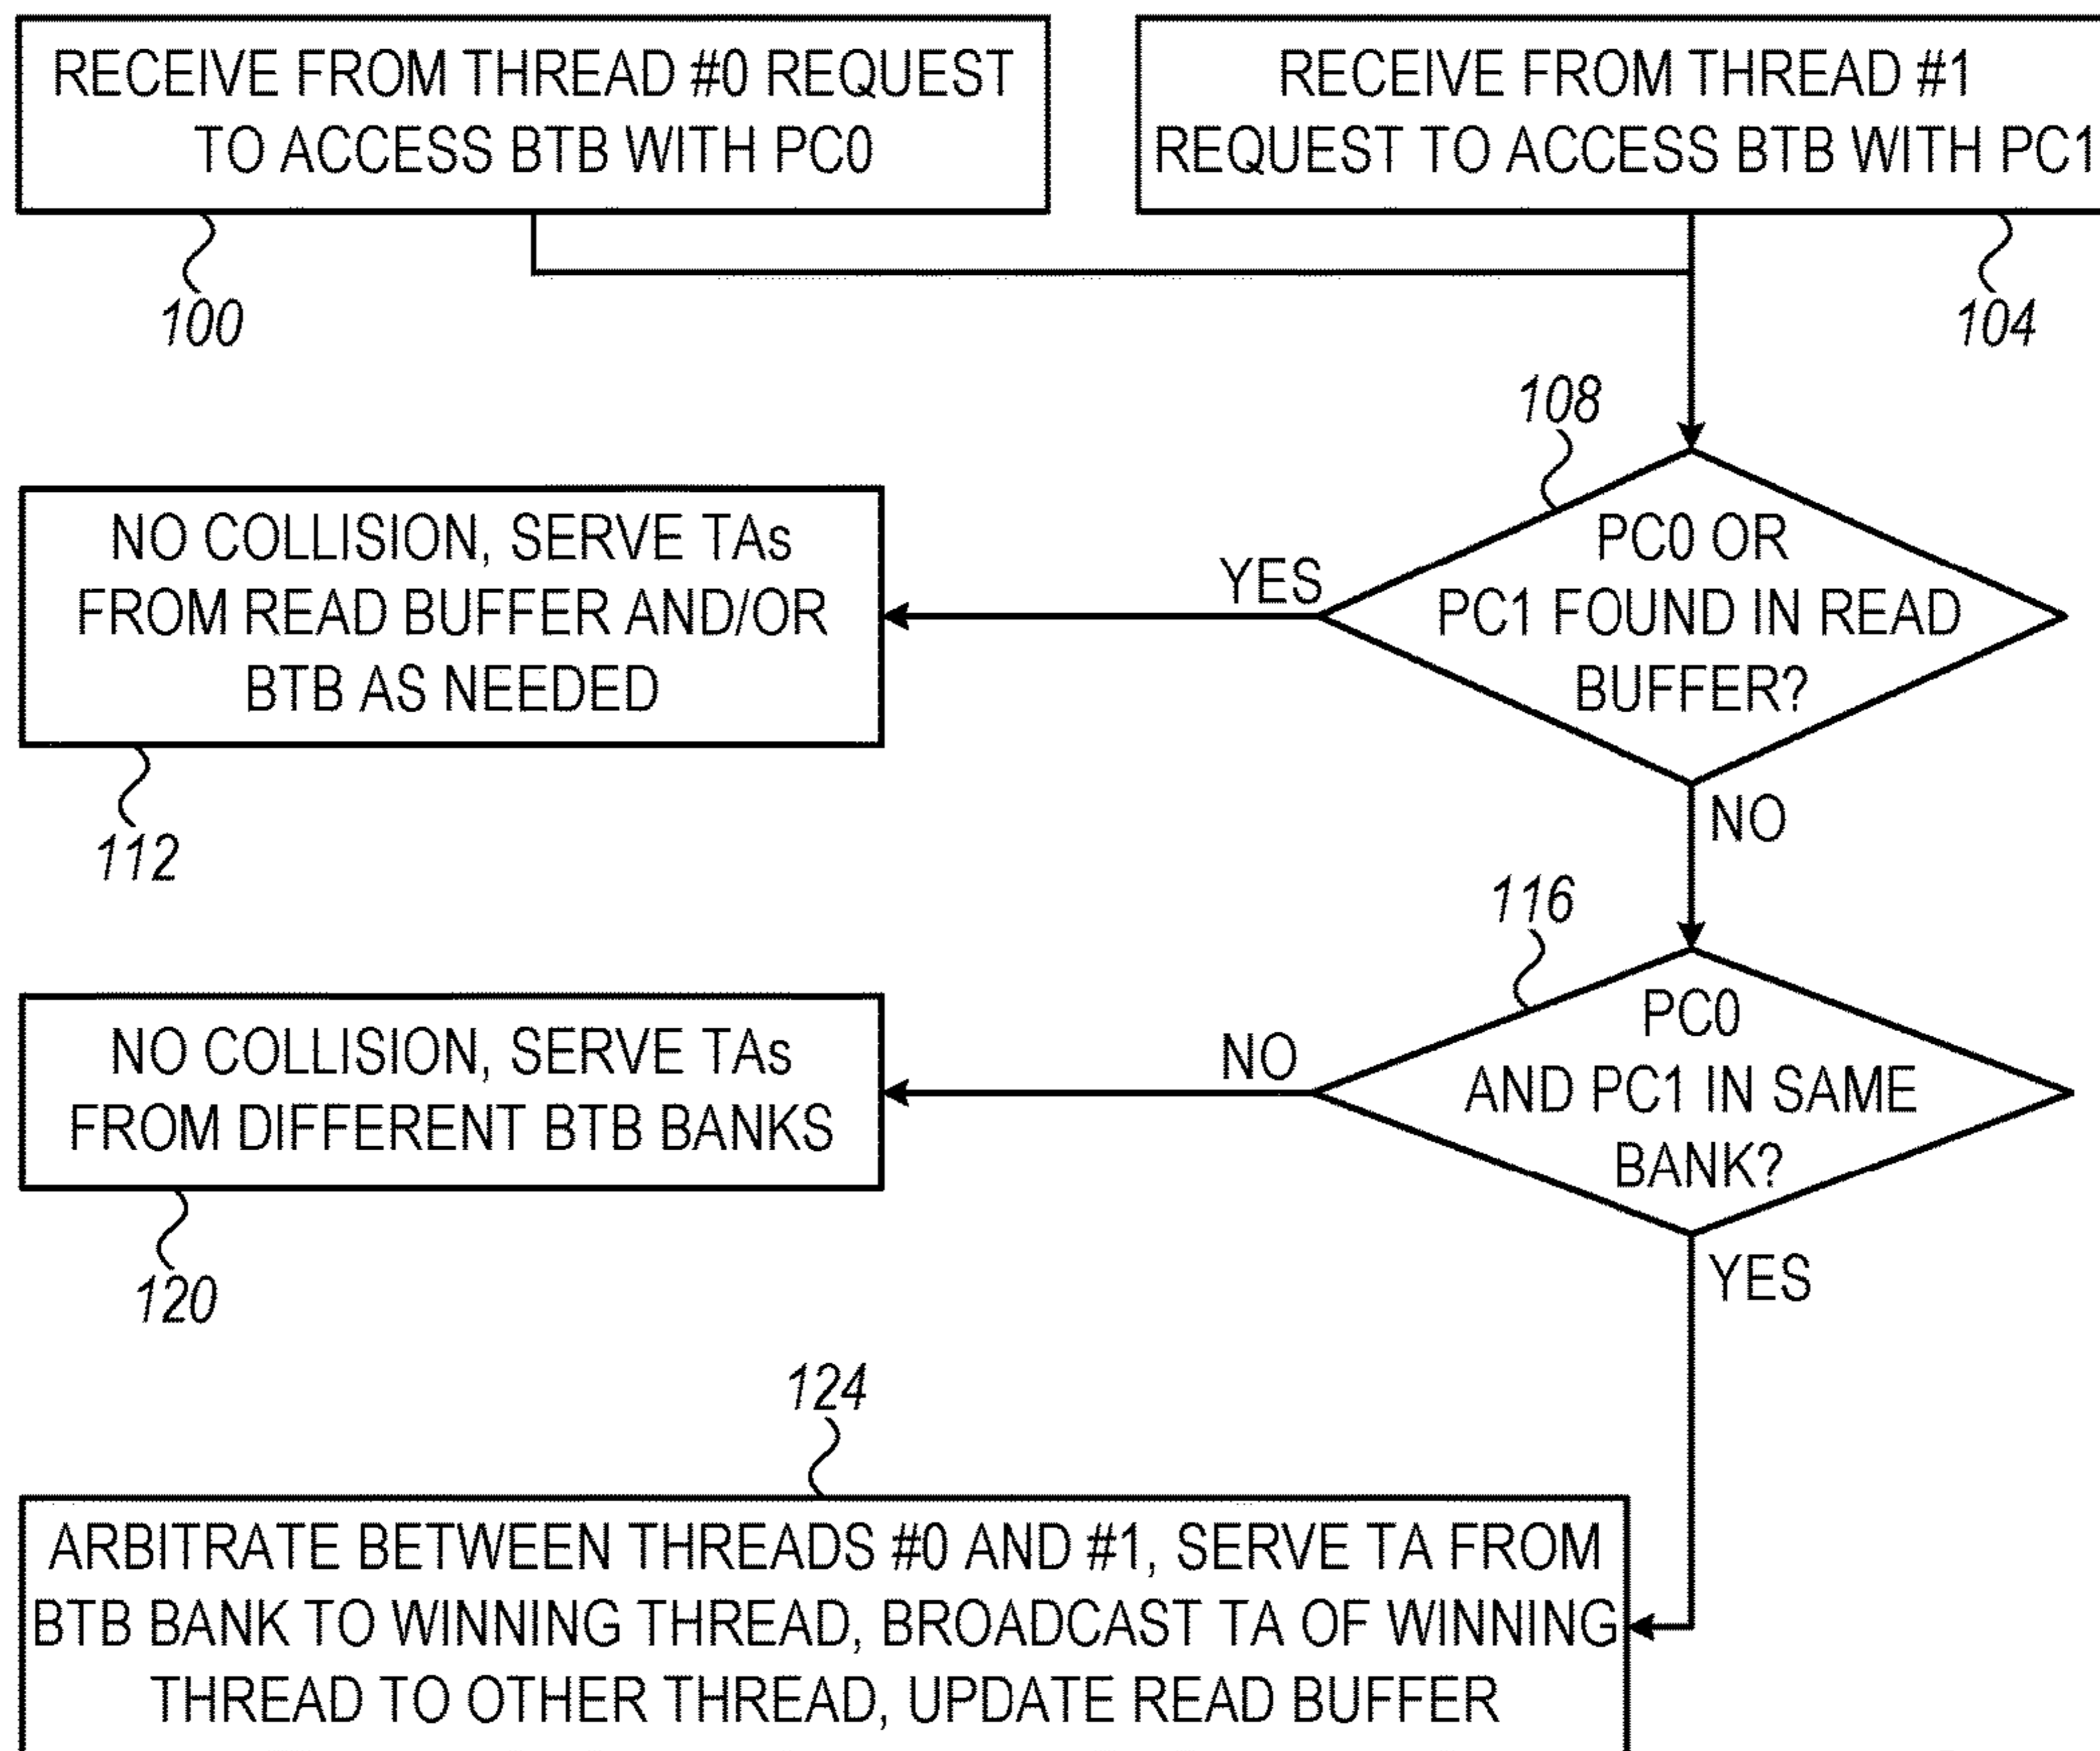 RECEIVE FROM THREAD #0 REQUEST
TO ACCESS BTB WITH PC0
RECEIVE FROM THREAD #1
REQUEST TO ACCESS BTB WITH PC1
100
104
108
PC0 OR
PC1 FOUND IN READ
BUFFER?
YES
NO COLLISION, SERVE TAs
FROM READ BUFFER AND/OR
BTB AS NEEDED
112
NO
116
PC0
AND PC1 IN SAME
BANK?
NO
NO COLLISION, SERVE TAs
FROM DIFFERENT BTB BANKS
120
YES
124
ARBITRATE BETWEEN THREADS #0 AND #1, SERVE TA FROM
BTB BANK TO WINNING THREAD, BROADCAST TA OF WINNING
THREAD TO OTHER THREAD, UPDATE READ BUFFER